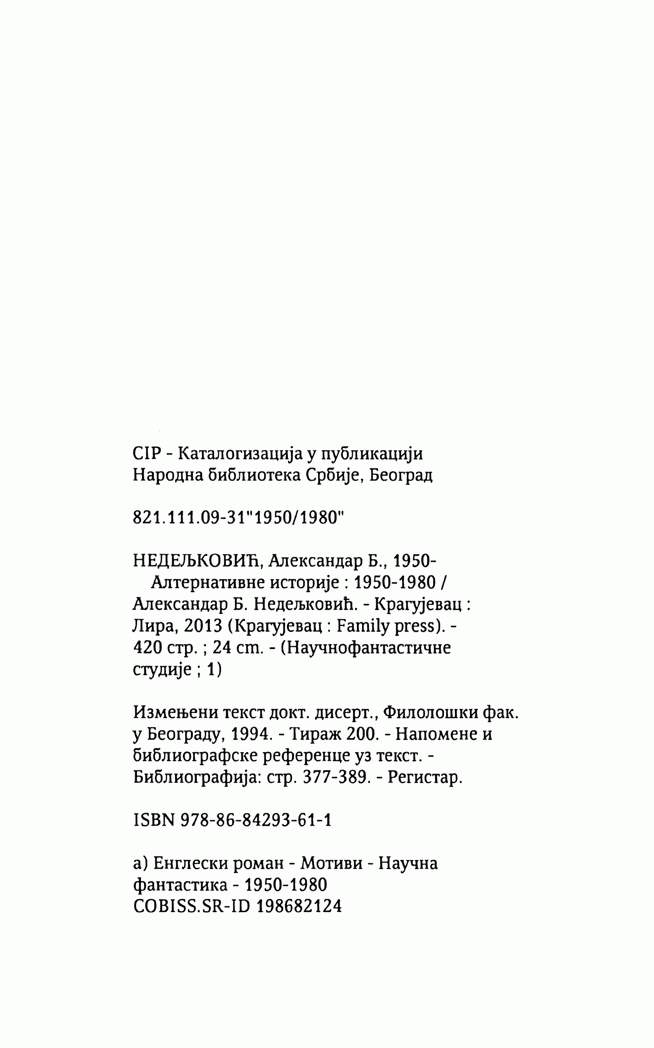 CIP - Каталогизација у публикацији
Народна библиотека Србије, Београд
821.111.09-31"1950/1980"
НЕДЕЉКОВИЋ, Александар Б., 1950-
Алтернативне историје : 1950-1980 /
Александар Б. Недељковић. - Крагујевац :
Лира, 2013 (Крагујевац : Family press). -
420 стр. ; 24 cm. - (Научнофантастичне
студије ; 1)
Измењени текст докт. дисерт., Филолошки фак.
у Београду, 1994. - Тираж 200. - Напомене и
библиографске референце уз текст. -
Библиографија: стр. 377-389. - Регистар.
ISBN 978-86-84293-61-1
a) Енглески роман - Мотиви - Научна
фантастика - 1950-1980
COBISS.SR-ID 198682124